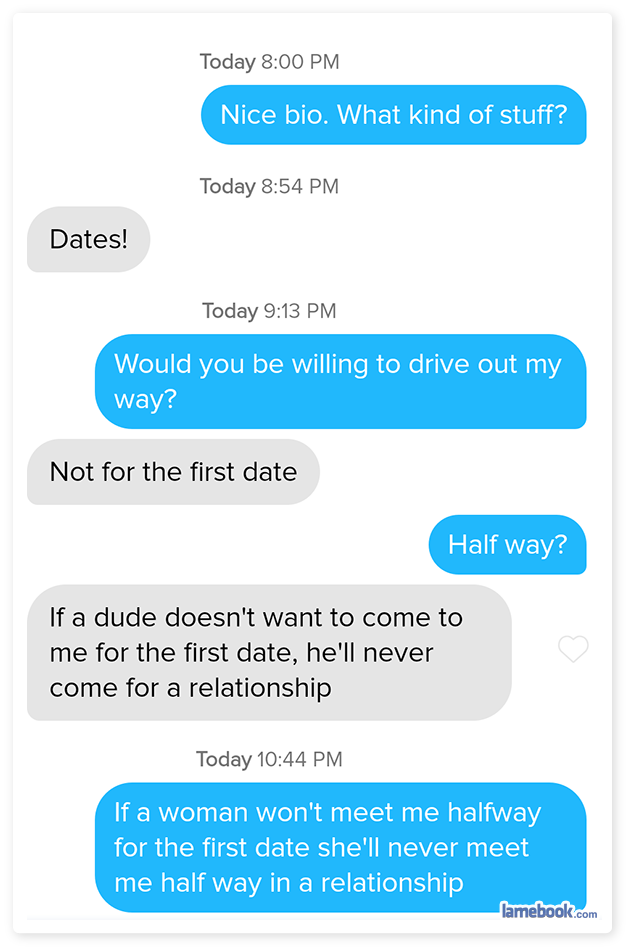 Today 8:00 PM
Nice bio. What kind of stuff?
Today 8:54 PM
Dates!
Today 9:13 PM
Would you be willing to drive out my
way?
Not for the first date
Half way?
If a dude doesn't want to come to
me for the first date, he'll never
come for a relationship
Today 10:44 PM
If a woman won't meet me halfway
for the first date she'll never meet
me half way in a relationship
lamebook.com